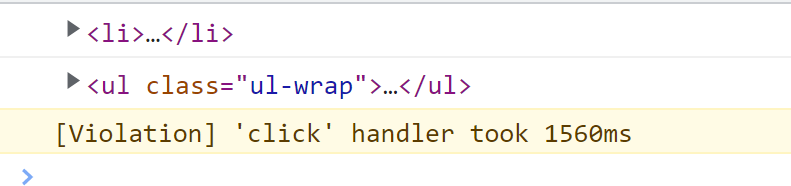 <li>…</li>
<ul class="ul-wrap">…</ul>
[Violation] 'click' handler took 1560ms